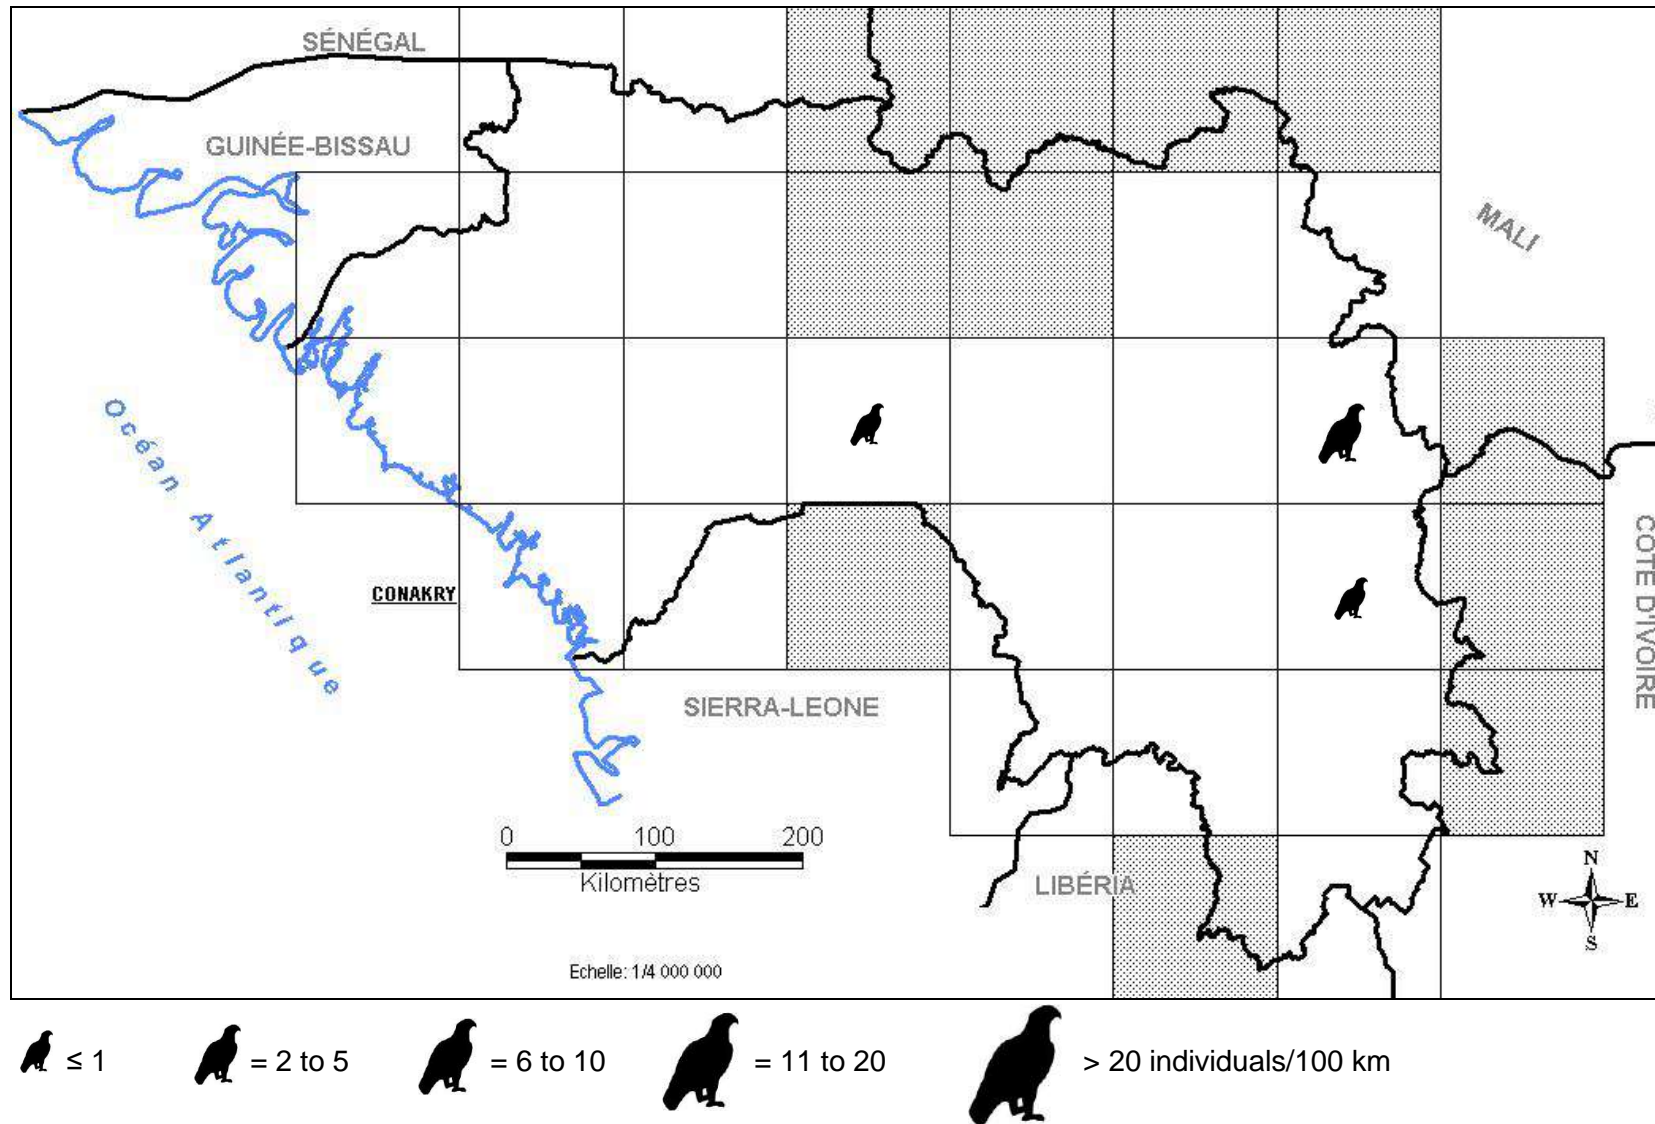 SÉNÉGAL
GUINÉE-BISSAU
MALI
Océan Atlantique
CONAKRY
COTE D'IVOIRE
SIERRA-LEONE
0 100 200
Kilomètres
LIBÉRIA
N
W E
S
Echelle: 1/4 000 000
≤ 1 = 2 to 5 = 6 to 10 = 11 to 20 > 20 individuals/100 km